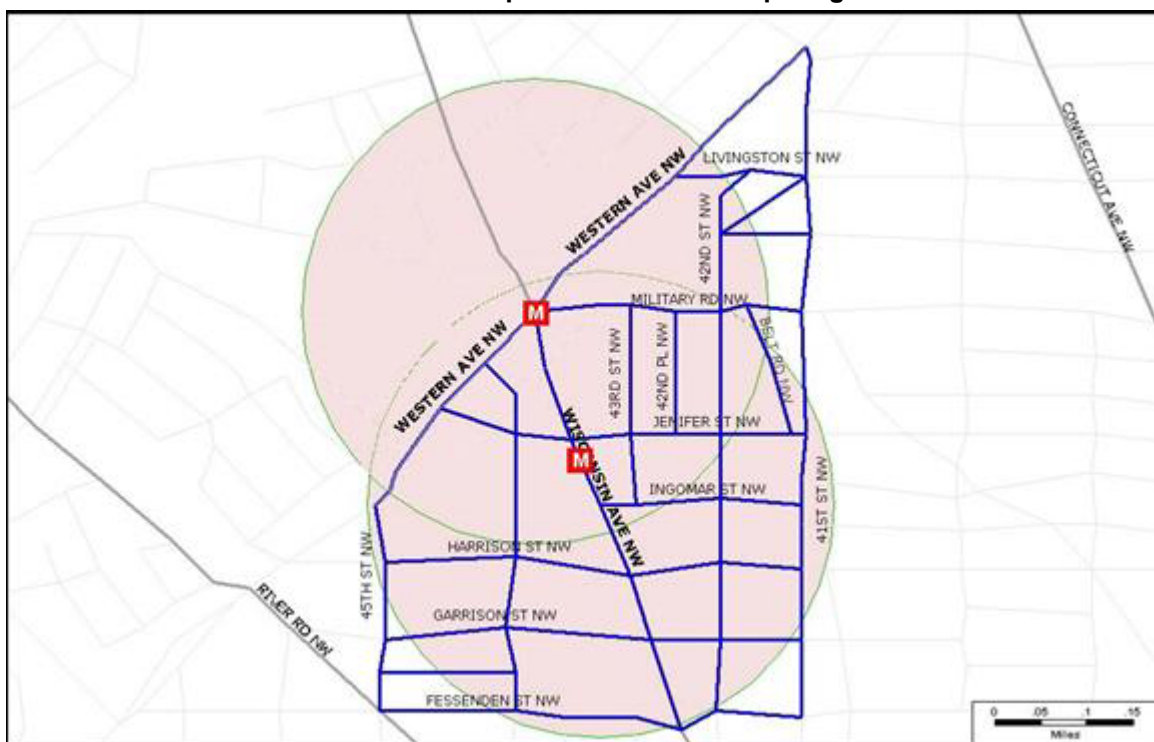 CONNECTICUT AVE NW
LIVINGSTON ST NW
WESTERN AVE NW
42ND ST NW
MILITARY RD NW
M
BELT RD NW
WESTERN AVE NW
43RD ST NW
42ND PL NW
JENIFER ST NW
WISCONSIN AVE NW
M
INGOMAR ST NW
41ST ST NW
HARRISON ST NW
45TH ST NW
RIVER RD NW
GARRISON ST NW
FESSENDEN ST NW
0 .05 .1 .15
Miles